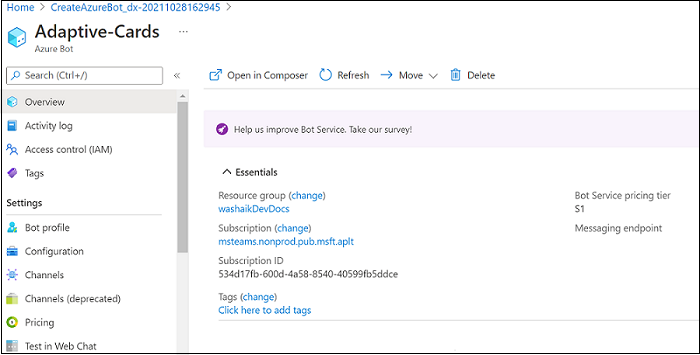 Home > CreateAzureBot_dx-20211028162945 >
Adaptive-Cards ...
Azure Bot
Search (Ctrl+/) «
Overview
Activity log
Access control (IAM)
Tags
Settings
Bot profile
Configuration
Channels
Channels (deprecated)
Pricing
Test in Web Chat
Open in Composer Refresh Move Delete
Help us improve Bot Service. Take our survey!
Essentials
Resource group (change)
washaikDevDocs
Subscription (change)
msteams.nonprod.pub.msft.aplt
Subscription ID
534d17fb-600d-4a58-8540-40599fb5ddce
Tags (change)
Click here to add tags
Bot Service pricing tier
S1
Messaging endpoint